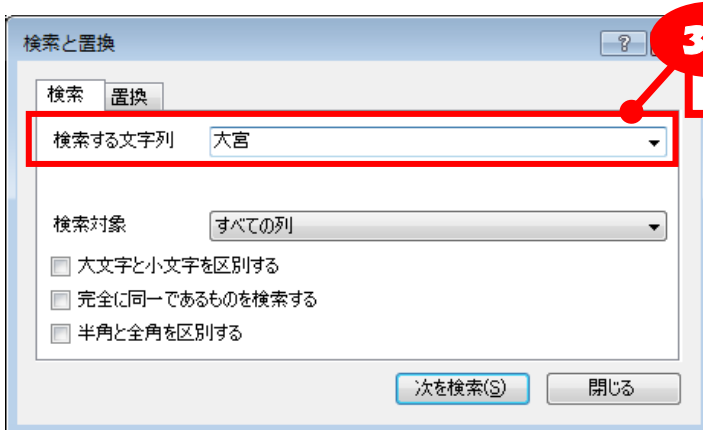 検索と置換
?
3
検索 置換
検索する文字列 大宮
検索対象 すべての列
大文字と小文字を区別する
完全に同一であるものを検索する
半角と全角を区別する
次を検索(S) 閉じる